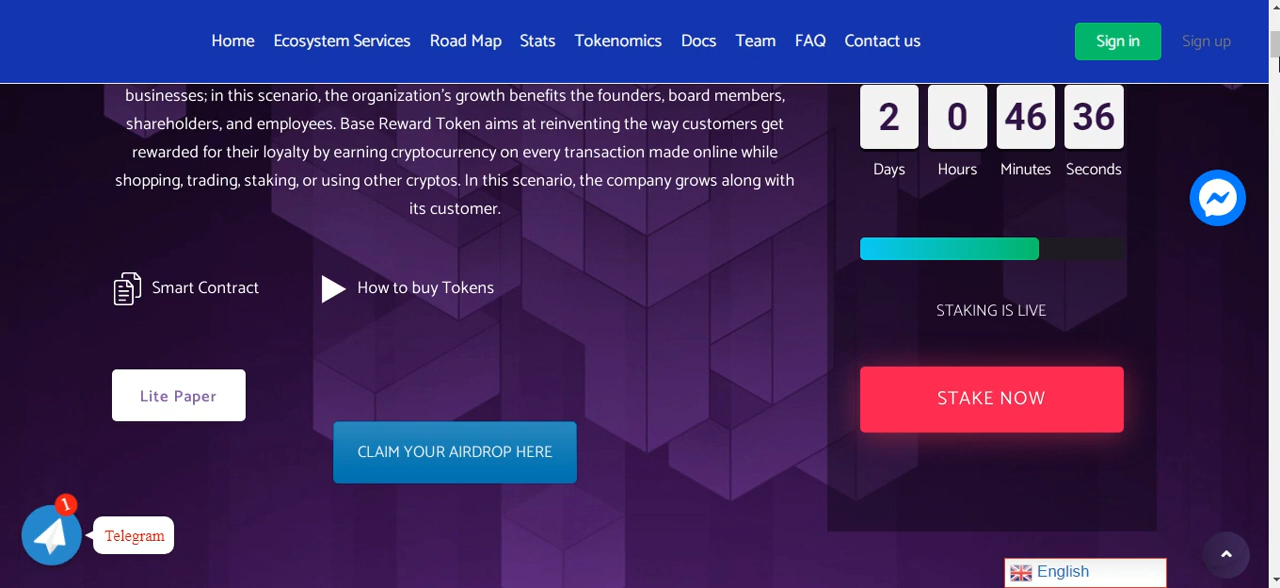 Home Ecosystem Services Road Map Stats Tokenomics Docs Team FAQ Contact us Sign in Sign up
businesses; in this scenario, the organization's growth benefits the founders, board members,
shareholders, and employees. Base Reward Token aims at reinventing the way customers get
rewarded for their loyalty by earning cryptocurrency on every transaction made online while
shopping, trading, staking, or using other cryptos. In this scenario, the company grows along with
its customer.
2 0 46 36
Days Hours Minutes Seconds
Smart Contract How to buy Tokens
STAKING IS LIVE
Lite Paper
STAKE NOW
CLAIM YOUR AIRDROP HERE
1
Telegram
English